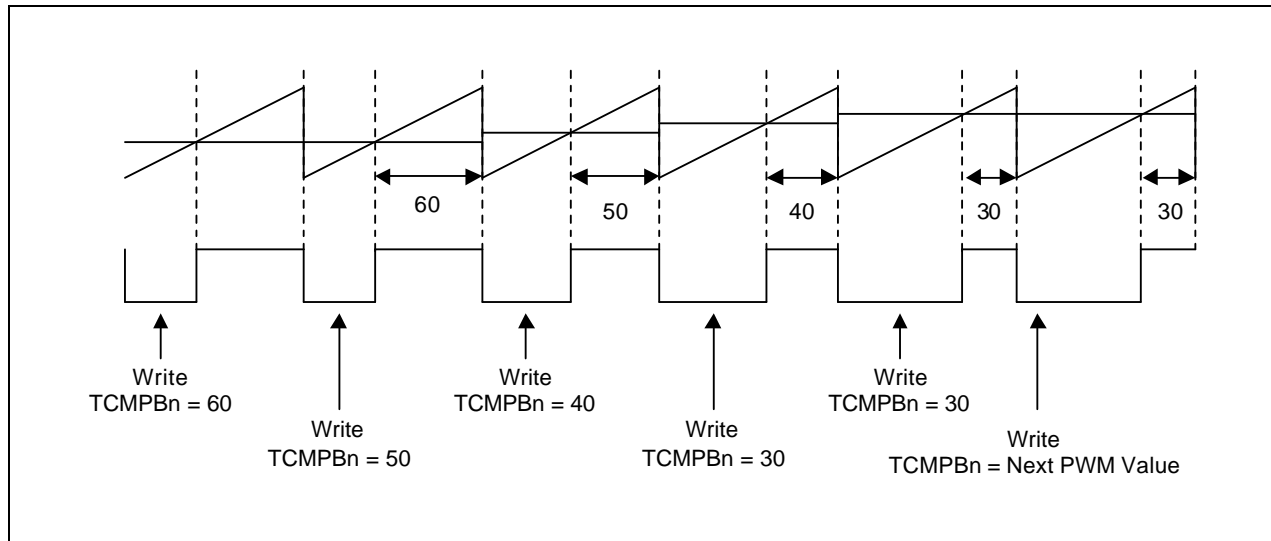 60
50
40
30
30
Write
TCMPBn = 60
Write
TCMPBn = 50
Write
TCMPBn = 40
Write
TCMPBn = 30
Write
TCMPBn = 30
Write
TCMPBn = Next PWM Value